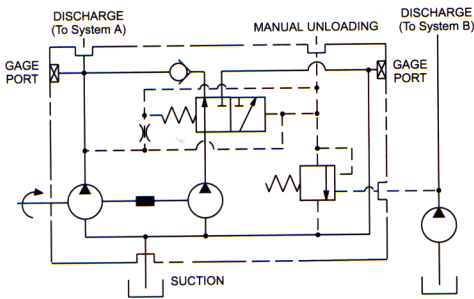 DISCHARGE
(To System A)
MANUAL UNLOADING
DISCHARGE
(To System B)
GAGE
PORT
GAGE
PORT
SUCTION